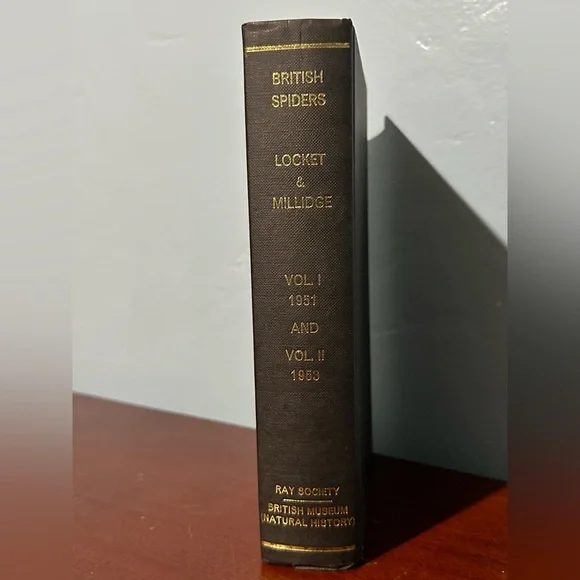 BRITISH
SPIDERS
LOCKET
&
MILLIDGE
VOL. I
1951
AND
VOL. II
1953
RAY SOCIETY
BRITISH MUSEUM
(NATURAL HISTORY)